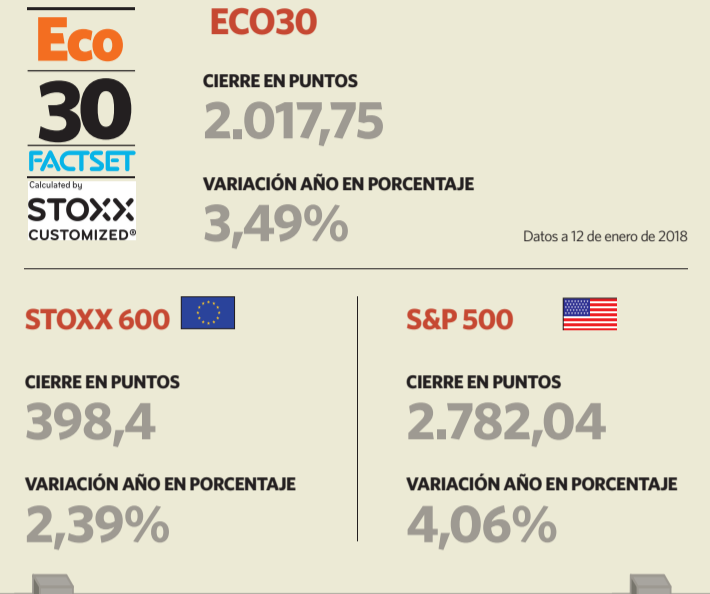 Eco
30
FACTSET
Calculated by
STOXX
CUSTOMIZED®
ECO30
CIERRE EN PUNTOS
2.017,75
VARIACIÓN AÑO EN PORCENTAJE
3,49%
Datos a 12 de enero de 2018
STOXX 600
CIERRE EN PUNTOS
398,4
VARIACIÓN AÑO EN PORCENTAJE
2,39%
S&P 500
CIERRE EN PUNTOS
2.782,04
VARIACIÓN AÑO EN PORCENTAJE
4,06%